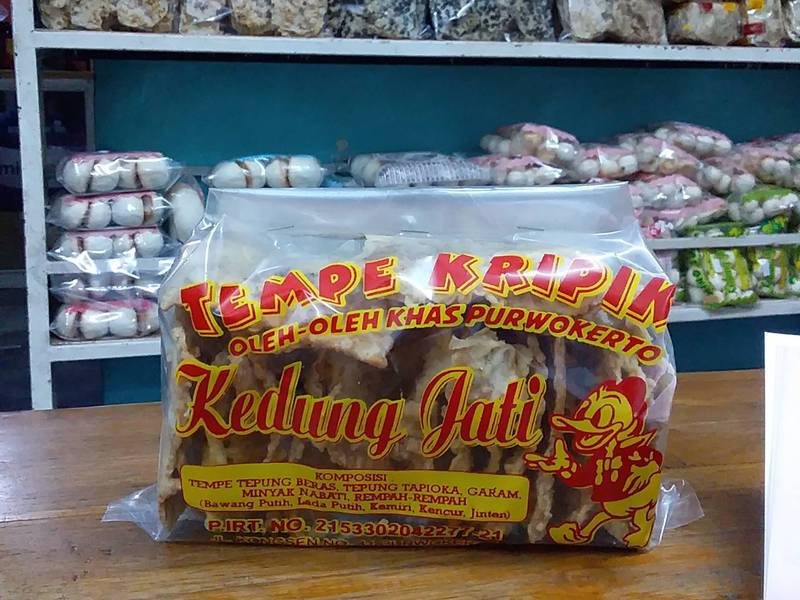 TEMPE KRIPIK
OLEH-OLEH KHAS PURWOKERTO
Kedung Jati
KOMPOSISI
TEMPE TEPUNG BERAS, TEPUNG TAPIOKA, GARAM,
MINYAK NABATI, REMPAH-REMPAH
(Bawang Putih, Lada Putih, Kemiri, Kencur, Jinten)
P.IRT. NO. 2153302042277-21